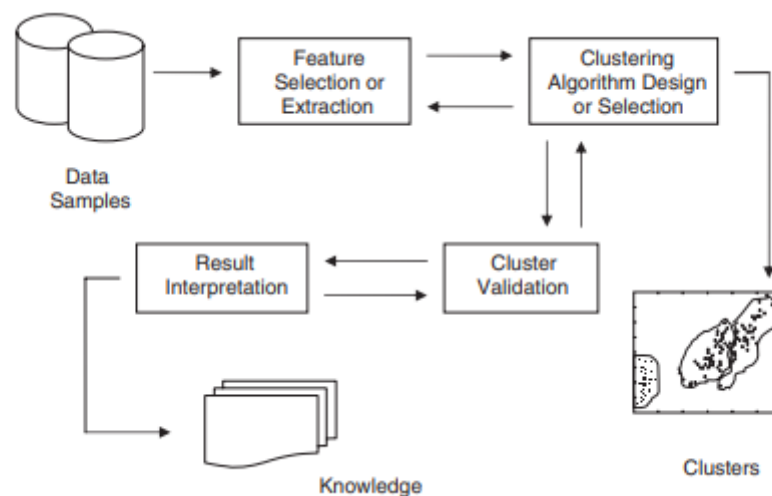 Feature
Selection or
Extraction
Clustering
Algorithm Design
or Selection
Data
Samples
Result
Interpretation
Cluster
Validation
Knowledge
Clusters